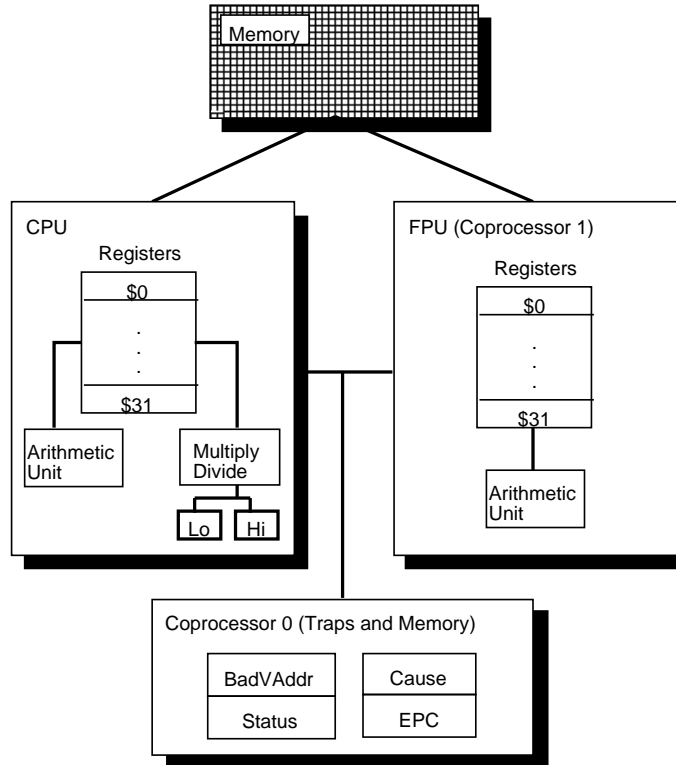 Memory
CPU
Registers
$0
.
.
.
$31
Arithmetic
Unit
Multiply
Divide
Lo
Hi
FPU (Coprocessor 1)
Registers
$0
.
.
.
$31
Arithmetic
Unit
Coprocessor 0 (Traps and Memory)
BadVAddr
Status
Cause
EPC